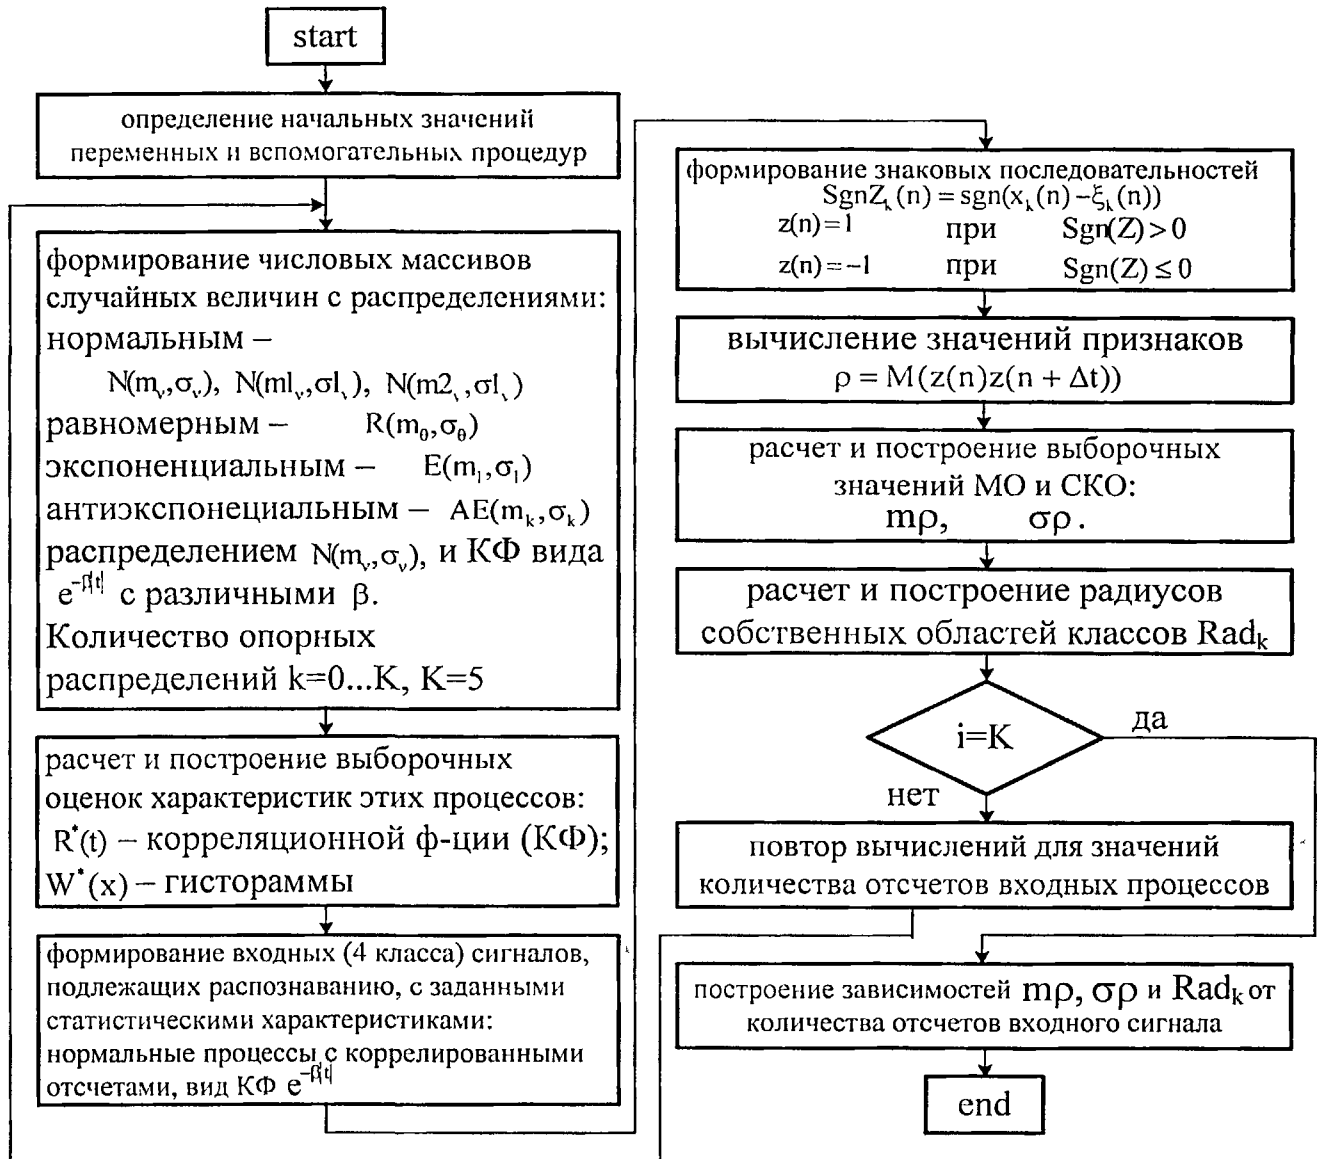 start
определение начальных значений
переменных и вспомогательных процедур
формирование числовых массивов
случайных величин с распределениями:
нормальным –
N(mᵥ,σᵥ), N(m1ᵥ,σ1ᵥ), N(m2ᵥ,σ1ᵥ)
равномерным – R(m_θ,σ_θ)
экспоненциальным – E(m₁,σ₁)
антиэкспонециальным – AE(mₖ,σₖ)
распределением N(mᵥ,σᵥ), и КФ вида
e^{-β|t|} с различными β.
Количество опорных
распределений k=0...K, K=5
расчет и построение выборочных
оценок характеристик этих процессов:
R*(t) – корреляционной ф-ции (КФ);
W*(x) – гистораммы
формирование входных (4 класса) сигналов,
подлежащих распознаванию, с заданными
статистическими характеристиками:
нормальные процессы с коррелированными
отсчетами, вид КФ e^{-β|t|}
формирование знаковых последовательностей
SgnZₖ(n) = sgn(xₖ(n) – ξₖ(n))
z(n) = 1 при Sgn(Z) > 0
z(n) = –1 при Sgn(Z) ≤ 0
вычисление значений признаков
ρ = M(z(n)z(n + Δt))
расчет и построение выборочных
значений МО и СКО:
mρ, σρ.
расчет и построение радиусов
собственных областей классов Radₖ
i=K
да
нет
повтор вычислений для значений
количества отсчетов входных процессов
построение зависимостей mρ, σρ и Radₖ от
количества отсчетов входного сигнала
end